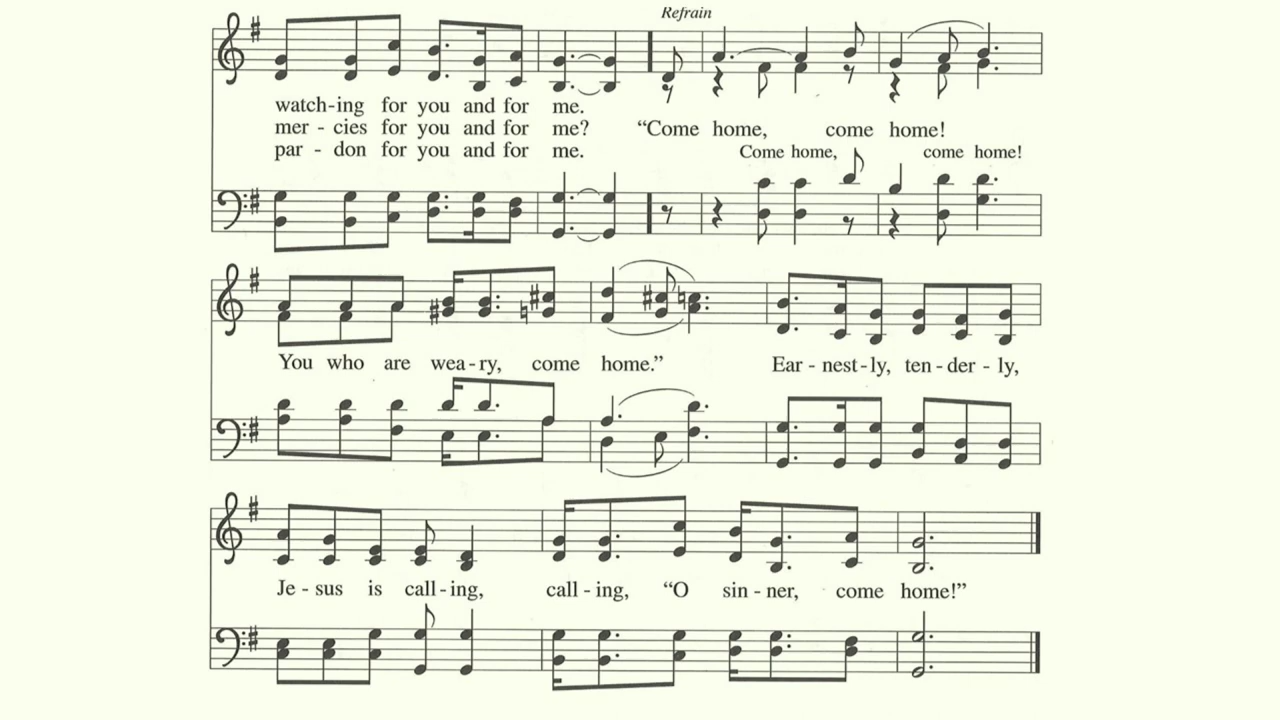 Refrain
watch-ing for you and for me.
mer - cies for you and for me? “Come home, come home!
par - don for you and for me. Come home, come home!
You who are wea-ry, come home.” Ear - nest-ly, ten-der - ly,
Je - sus is call-ing, call - ing, “O sin - ner, come home!”